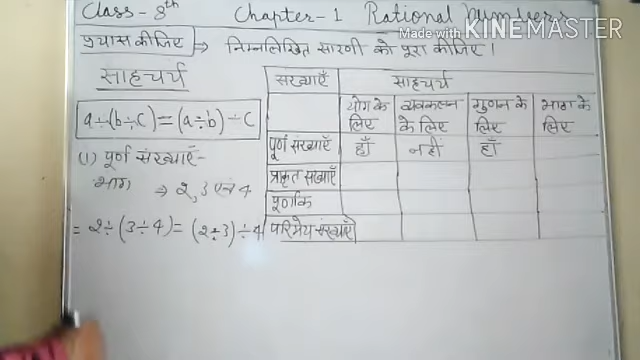 Class - 8th Chapter - 1 Rational Numbers
Made with KINEMASTER
प्रयास कीजिए → निम्नलिखित सारणी को पूरा कीजिए।
साहचर्य
a÷(b÷c)=(a÷b)÷c
(1) पूर्ण संख्याएँ-
भाग ⇒ 2,3 एवं 4
= 2÷(3÷4)=(2÷3)÷4
संख्याएँ साहचर्य
योग के लिए व्यवकलन के लिए गुणन के लिए भाग के लिए
पूर्ण संख्याएँ हाँ नहीं हाँ
प्राकृत संख्याएँ
पूर्णांक
परिमेय संख्याएँ